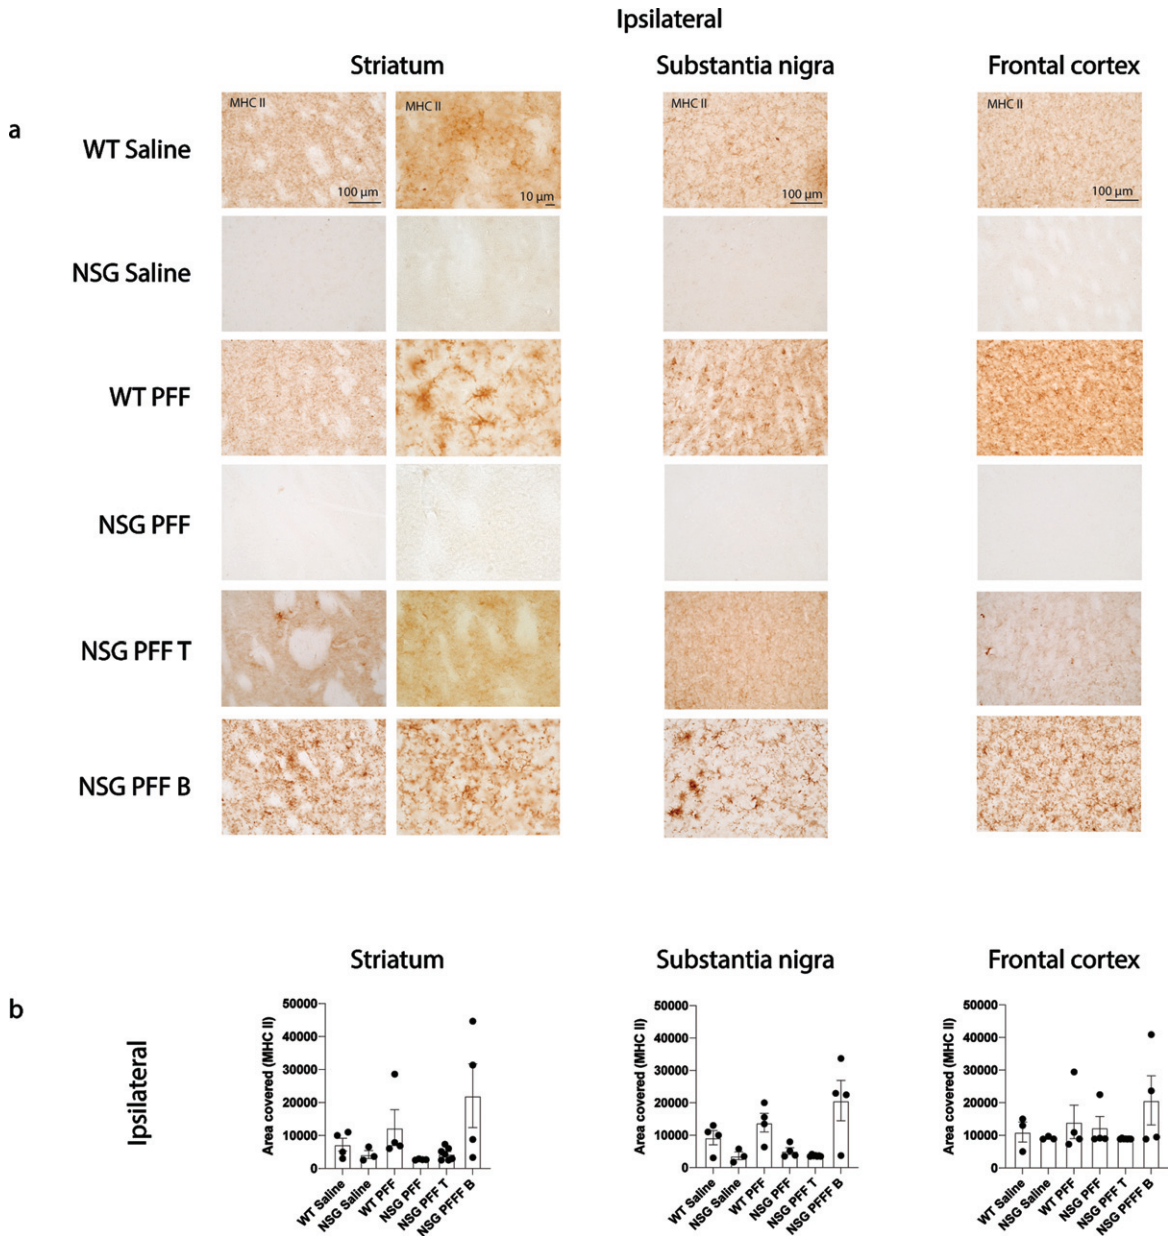 Ipsilateral
Striatum
Substantia nigra
Frontal cortex
a
WT Saline
MHC II
100 µm
MHC II
10 µm
MHC II
100 µm
MHC II
100 µm
NSG Saline
WT PFF
NSG PFF
NSG PFF T
NSG PFF B
b
Ipsilateral
Striatum
Area covered (MHC II)
50000
40000
30000
20000
10000
0
WT Saline
NSG Saline
WT PFF
NSG PFF
NSG PFF T
NSG PFFF B
Substantia nigra
Area covered (MHC II)
50000
40000
30000
20000
10000
0
WT Saline
NSG Saline
WT PFF
NSG PFF
NSG PFF T
NSG PFFF B
Frontal cortex
Area covered (MHC II)
50000
40000
30000
20000
10000
0
WT Saline
NSG Saline
WT PFF
NSG PFF
NSG PFF T
NSG PFFF B